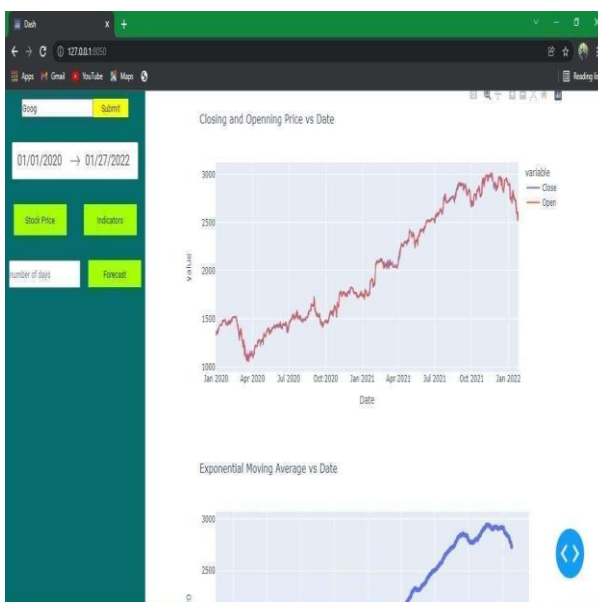 Dash
127.0.0.1:8050
Apps Gmail YouTube Maps
Reading lis
Goog Submit
01/01/2020 → 01/27/2022
Stock Price Indicators
number of days Forecast
Closing and Openning Price vs Date
variable
Close
Open
3000
2500
2000
1500
1000
value
Jan 2020 Apr 2020 Jul 2020 Oct 2020 Jan 2021 Apr 2021 Jul 2021 Oct 2021 Jan 2022
Date
Exponential Moving Average vs Date
3000
2500